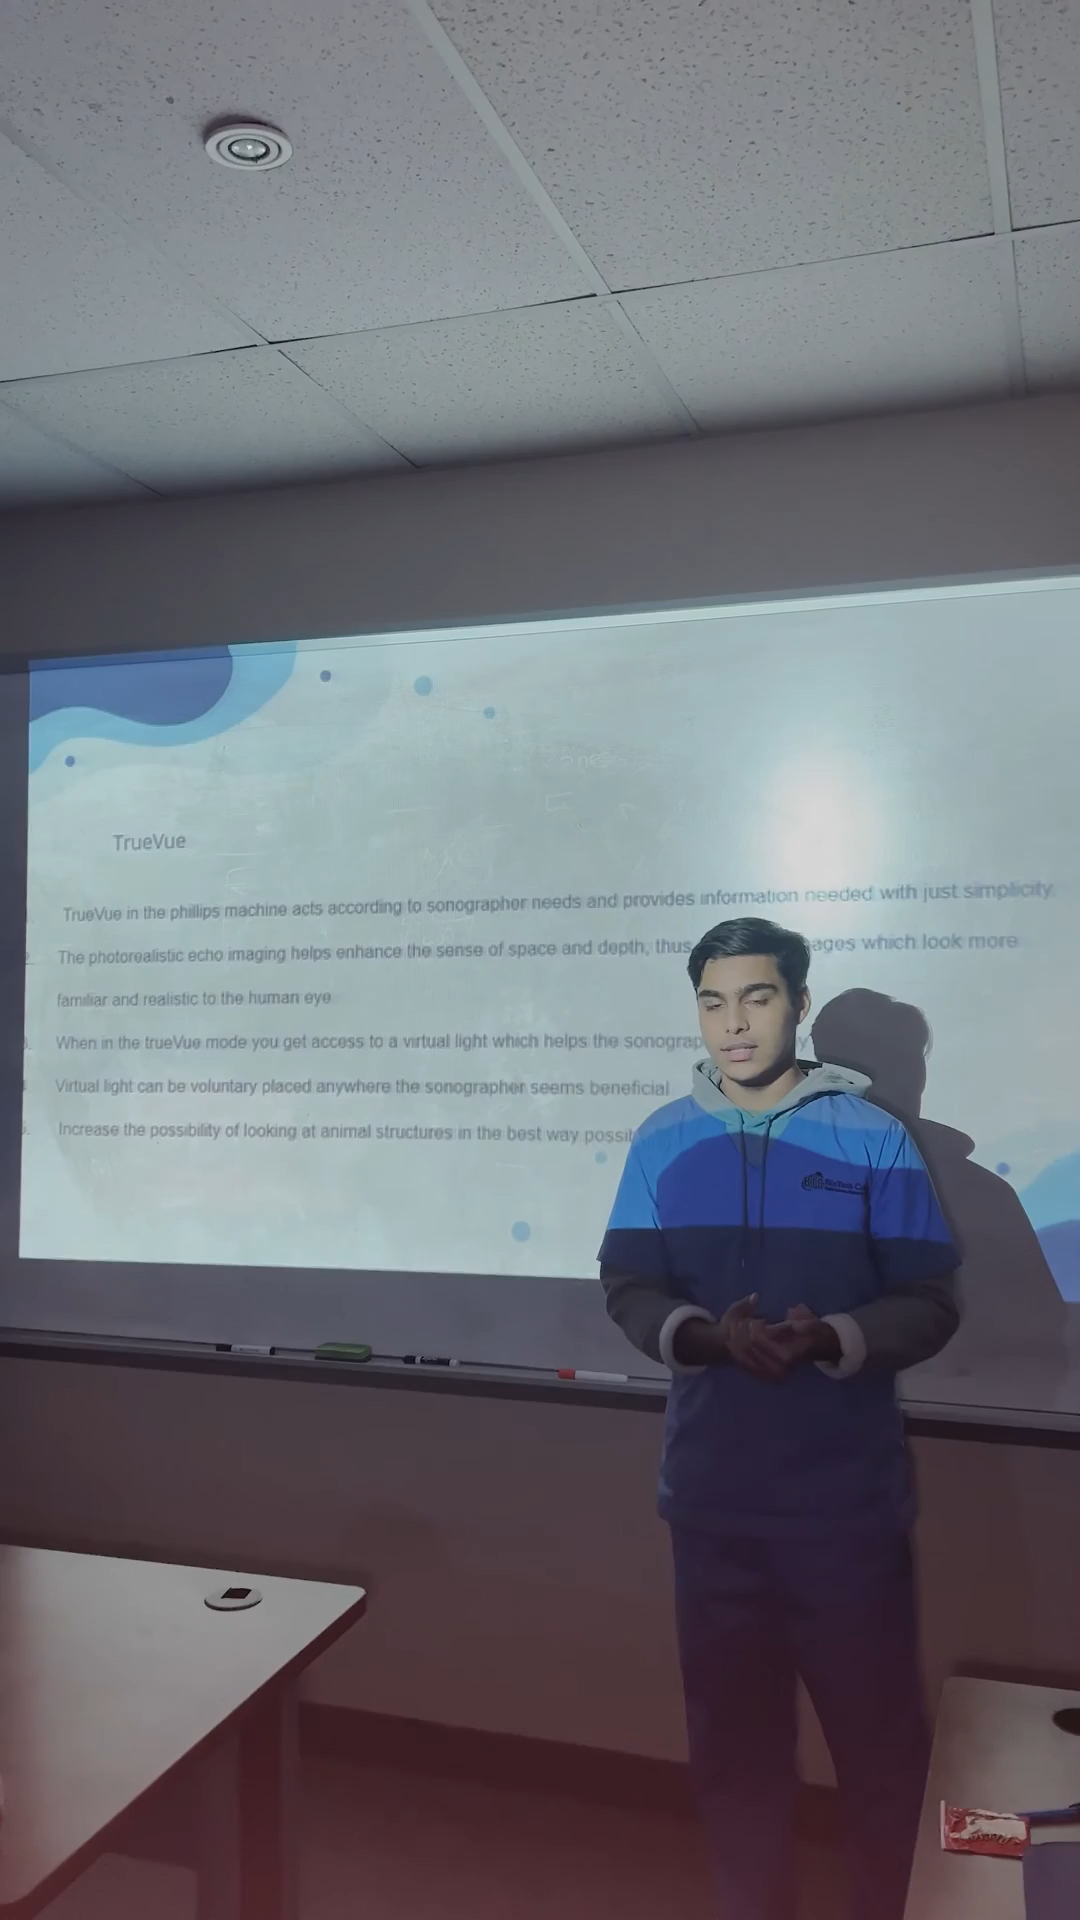 TrueVue
TrueVue in the phillips machine acts according to sonographer needs and provides information needed with just simplicity.
The photorealistic echo imaging helps enhance the sense of space and depth, thus ages which look more
familiar and realistic to the human eye
When in the trueVue mode you get access to a virtual light which helps the sonograp y
Virtual light can be voluntary placed anywhere the sonographer seems beneficial
Increase the possibility of looking at animal structures in the best way possib